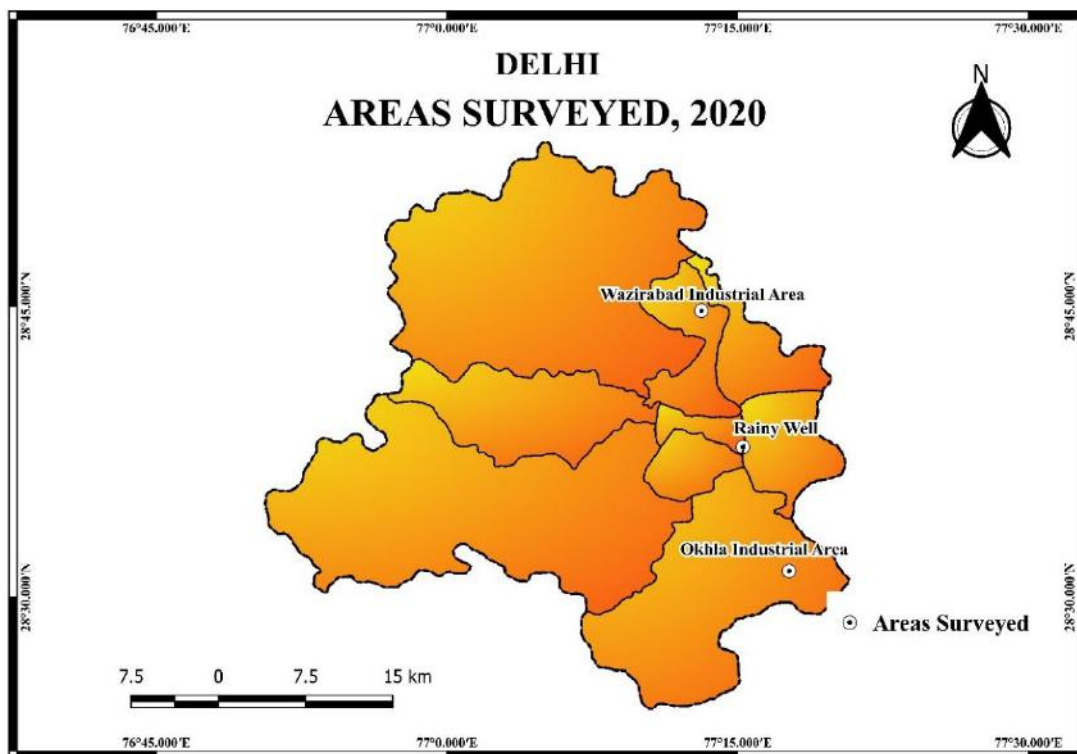 76°45.000'E 77°0.000'E 77°15.000'E 77°30.000'E
DELHI
AREAS SURVEYED, 2020
N
Wazirabad Industrial Area
28°45.000'N 28°45.000'N
Rainy Well
Okhla Industrial Area
28°30.000'N 28°30.000'N
Areas Surveyed
7.5 0 7.5 15 km
76°45.000'E 77°0.000'E 77°15.000'E 77°30.000'E